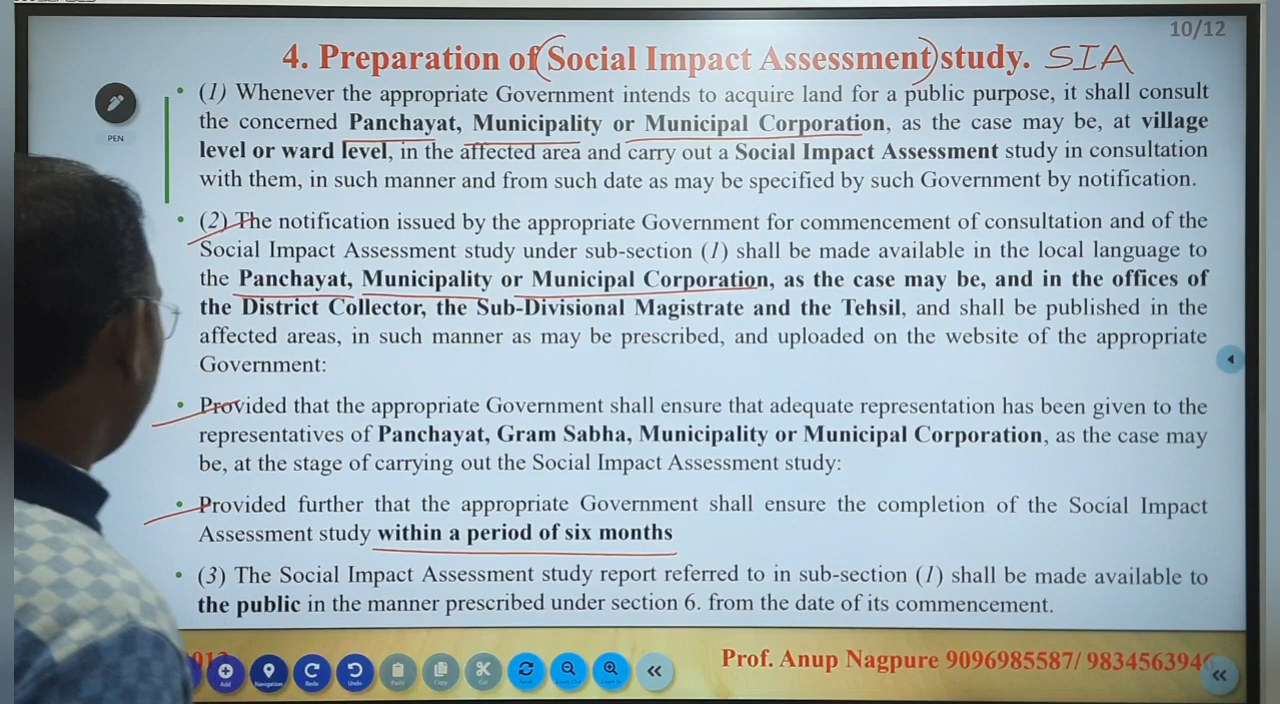 10/12
4. Preparation of (Social Impact Assessment) study. SIA
PEN
• (1) Whenever the appropriate Government intends to acquire land for a public purpose, it shall consult
the concerned Panchayat, Municipality or Municipal Corporation, as the case may be, at village
level or ward level, in the affected area and carry out a Social Impact Assessment study in consultation
with them, in such manner and from such date as may be specified by such Government by notification.
• (2) The notification issued by the appropriate Government for commencement of consultation and of the
Social Impact Assessment study under sub-section (1) shall be made available in the local language to
the Panchayat, Municipality or Municipal Corporation, as the case may be, and in the offices of
the District Collector, the Sub-Divisional Magistrate and the Tehsil, and shall be published in the
affected areas, in such manner as may be prescribed, and uploaded on the website of the appropriate
Government:
• Provided that the appropriate Government shall ensure that adequate representation has been given to the
representatives of Panchayat, Gram Sabha, Municipality or Municipal Corporation, as the case may
be, at the stage of carrying out the Social Impact Assessment study:
• Provided further that the appropriate Government shall ensure the completion of the Social Impact
Assessment study within a period of six months
• (3) The Social Impact Assessment study report referred to in sub-section (1) shall be made available to
the public in the manner prescribed under section 6. from the date of its commencement.
Prof. Anup Nagpure 9096985587/ 9834563946
Add Navigation Redo Undo Paste Copy Cut Reset Zoom Out Zoom In